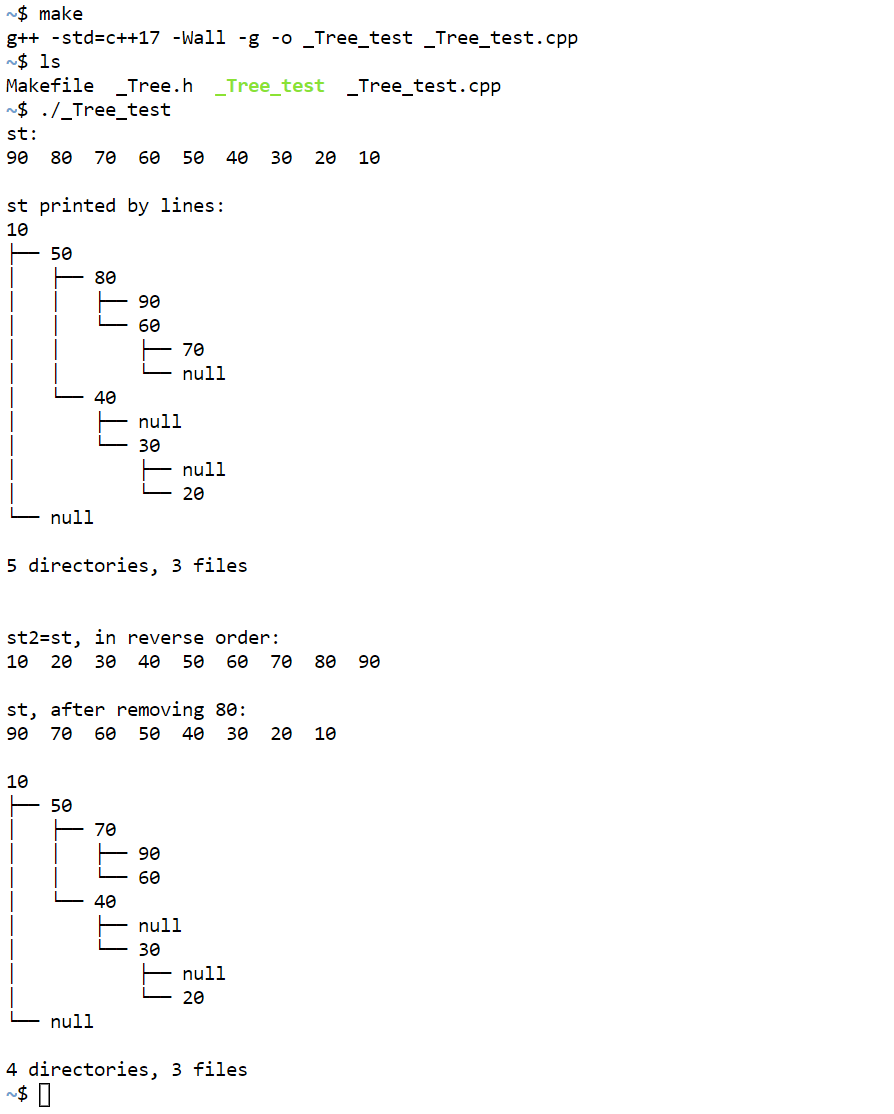 ~$ make
g++ -std=c++17 -Wall -g -o _Tree_test _Tree_test.cpp
~$ ls
Makefile  _Tree.h  _Tree_test  _Tree_test.cpp
~$ ./_Tree_test
st:
90  80  70  60  50  40  30  20  10

st printed by lines:
10
├── 50
│   ├── 80
│   │   ├── 90
│   │   └── 60
│   │       ├── 70
│   │       └── null
│   └── 40
│       ├── null
│       └── 30
│           ├── null
│           └── 20
└── null

5 directories, 3 files


st2=st, in reverse order:
10  20  30  40  50  60  70  80  90

st, after removing 80:
90  70  60  50  40  30  20  10

10
├── 50
│   ├── 70
│   │   ├── 90
│   │   └── 60
│   └── 40
│       ├── null
│       └── 30
│           ├── null
│           └── 20
└── null

4 directories, 3 files
~$